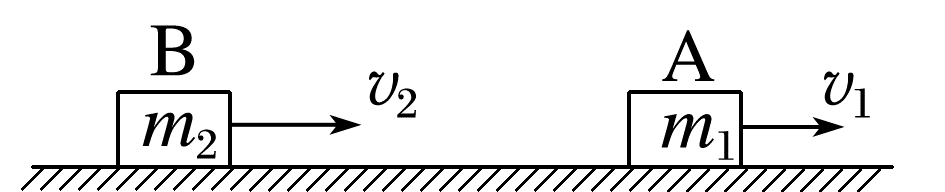 B A
m₂ v₂ m₁ v₁